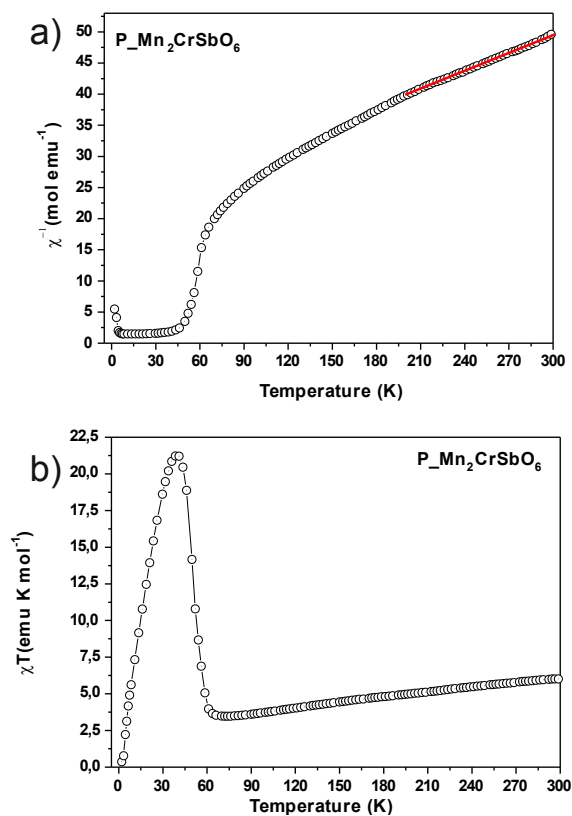 a)
P_Mn₂CrSbO₆
χ⁻¹(mol emu⁻¹)
50
45
40
35
30
25
20
15
10
5
0
0 30 60 90 120 150 180 210 240 270 300
Temperature (K)
b)
P_Mn₂CrSbO₆
χT(emu K mol⁻¹)
22,5
20,0
17,5
15,0
12,5
10,0
7,5
5,0
2,5
0,0
0 30 60 90 120 150 180 210 240 270 300
Temperature (K)